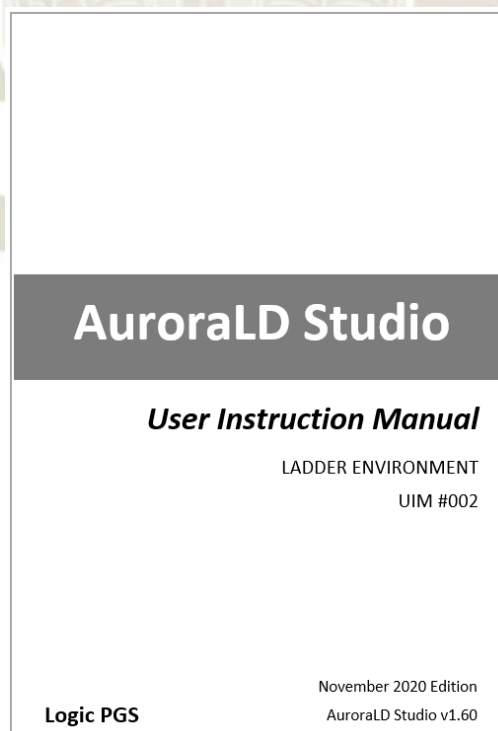 AuroraLD Studio
User Instruction Manual
LADDER ENVIRONMENT
UIM #002
November 2020 Edition
Logic PGS
AuroraLD Studio v1.60